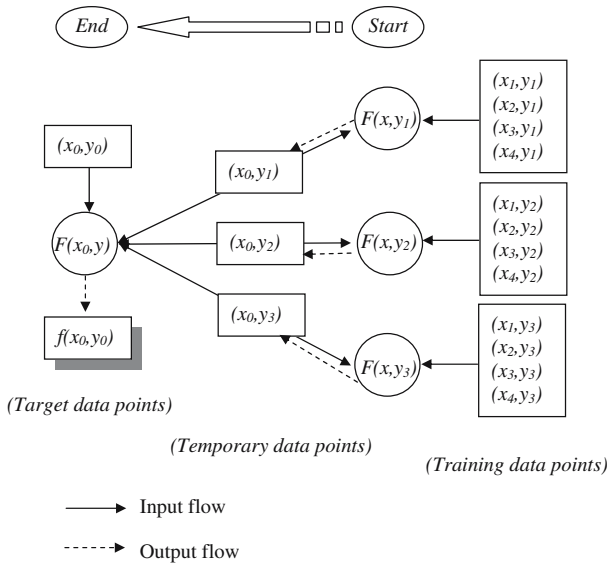 End
Start
(x0,y0)
F(x0,y)
f(x0,y0)
(Target data points)
(x0,y1)
(x0,y2)
(x0,y3)
(Temporary data points)
F(x,y1)
F(x,y2)
F(x,y3)
(x1,y1)
(x2,y1)
(x3,y1)
(x4,y1)
(x1,y2)
(x2,y2)
(x3,y2)
(x4,y2)
(x1,y3)
(x2,y3)
(x3,y3)
(x4,y3)
(Training data points)
Input flow
Output flow